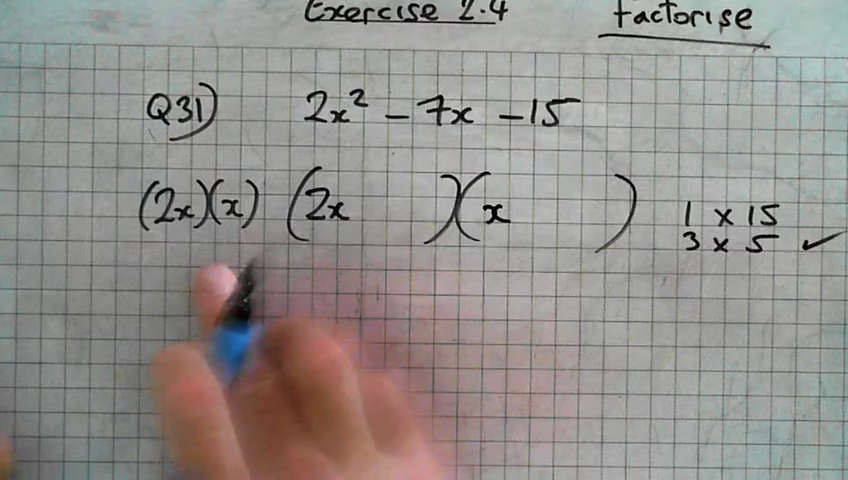 Exercise 2.4 factorise
Q31) 2x² - 7x - 15
(2x)(x) (2x )(x )
1 x 15
3 x 5 ✓